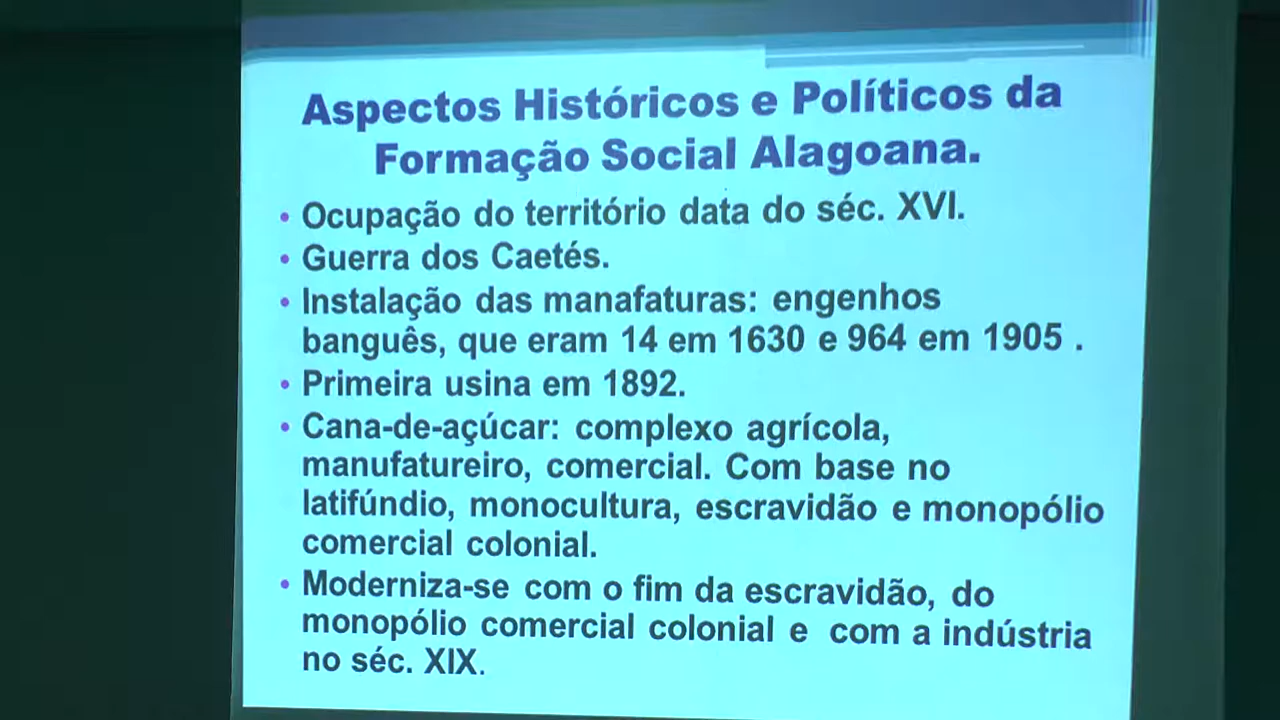 Aspectos Históricos e Políticos da
Formação Social Alagoana.
• Ocupação do território data do séc. XVI.
• Guerra dos Caetés.
• Instalação das manafaturas: engenhos
banguês, que eram 14 em 1630 e 964 em 1905 .
• Primeira usina em 1892.
• Cana-de-açúcar: complexo agrícola,
manufatureiro, comercial. Com base no
latifúndio, monocultura, escravidão e monopólio
comercial colonial.
• Moderniza-se com o fim da escravidão, do
monopólio comercial colonial e com a indústria
no séc. XIX.